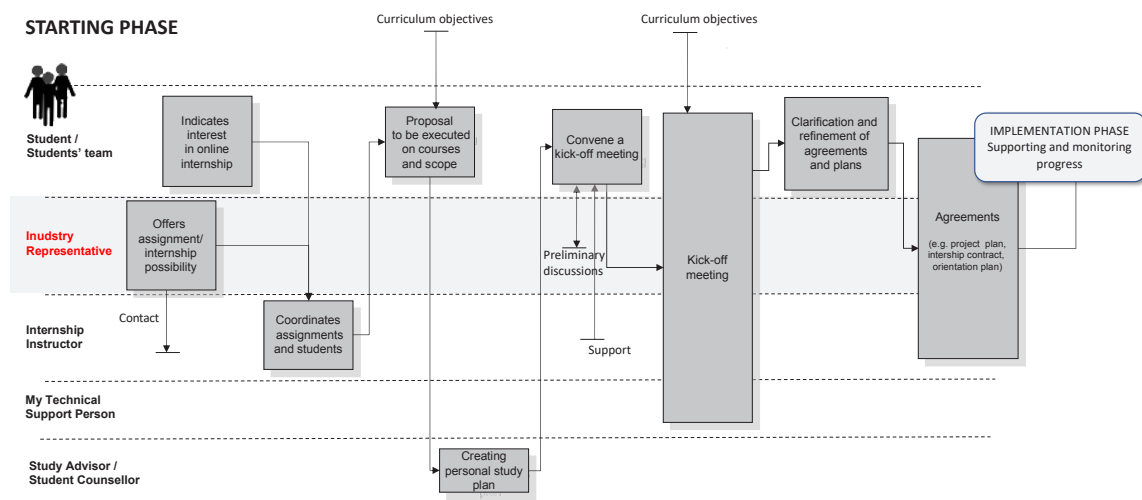 STARTING PHASE
Curriculum objectives
Curriculum objectives
Student /
Students' team
Indicates
interest
in online
internship
Proposal
to be executed
on courses
and scope
Convene a
kick-off meeting
Clarification and
refinement of
agreements
and plans
IMPLEMENTATION PHASE
Supporting and monitoring
progress
Inudstry
Representative
Offers
assignment/
internship
possibility
Preliminary
discussions
Kick-off
meeting
Agreements
(e.g. project plan,
intership contract,
orientation plan)
Contact
Internship
Instructor
Coordinates
assignments
and students
Support
My Technical
Support Person
Study Advisor /
Student Counsellor
Creating
personal study
plan